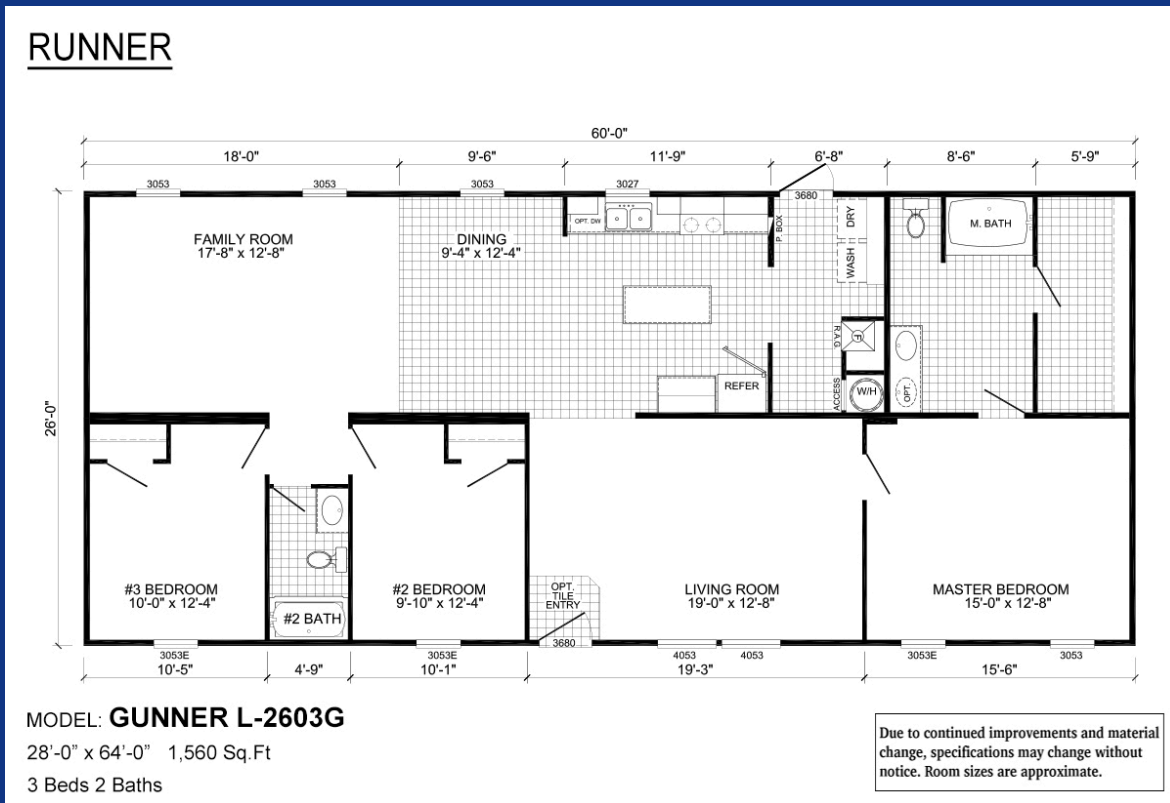 RUNNER
60'-0"
18'-0"
9'-6"
11'-9"
6'-8"
8'-6"
5'-9"
3053
3053
3053
3027
3680
FAMILY ROOM
17'-8" x 12'-8"
DINING
9'-4" x 12'-4"
OPT. DW
P. BOX
DRY
WASH
M. BATH
R.A.G.
F
REFER
ACCESS
W/H
OPT.
26'-0"
#3 BEDROOM
10'-0" x 12'-4"
#2 BATH
#2 BEDROOM
9'-10" x 12'-4"
OPT.
TILE
ENTRY
LIVING ROOM
19'-0" x 12'-8"
MASTER BEDROOM
15'-0" x 12'-8"
3053E
3053E
3680
4053
4053
3053E
3053
10'-5"
4'-9"
10'-1"
19'-3"
15'-6"
MODEL: GUNNER L-2603G
28'-0" x 64'-0" 1,560 Sq.Ft
3 Beds 2 Baths
Due to continued improvements and material
change, specifications may change without
notice. Room sizes are approximate.